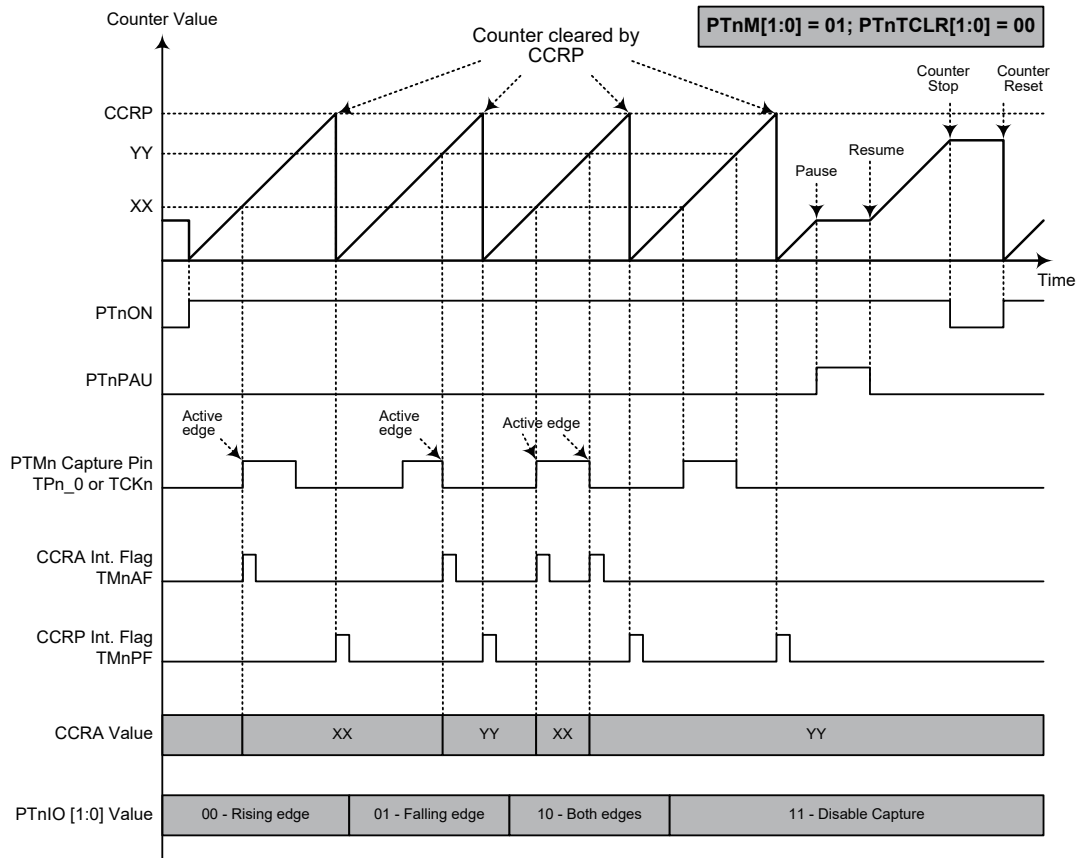 Counter Value
PTnM[1:0] = 01; PTnTCLR[1:0] = 00
Counter cleared by
CCRP
Counter
Stop
Counter
Reset
CCRP
YY
XX
Pause
Resume
Time
PTnON
PTnPAU
Active
edge
Active
edge
Active edge
PTMn Capture Pin
TPn_0 or TCKn
CCRA Int. Flag
TMnAF
CCRP Int. Flag
TMnPF
CCRA Value
XX
YY
XX
YY
PTnIO [1:0] Value
00 - Rising edge
01 - Falling edge
10 - Both edges
11 - Disable Capture